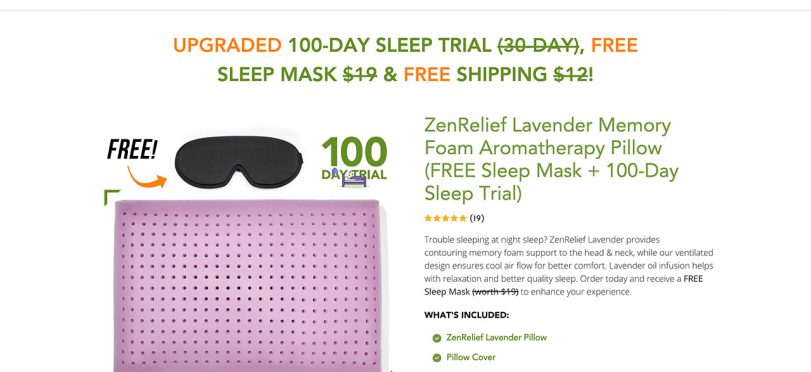 UPGRADED 100-DAY SLEEP TRIAL (30-DAY), FREE
SLEEP MASK $19 & FREE SHIPPING $12!
FREE!
100
DAY TRIAL
ZenRelief Lavender Memory
Foam Aromatherapy Pillow
(FREE Sleep Mask + 100-Day
Sleep Trial)
(19)
Trouble sleeping at night sleep? ZenRelief Lavender provides
contouring memory foam support to the head & neck, while our ventilated
design ensures cool air flow for better comfort. Lavender oil infusion helps
with relaxation and better quality sleep. Order today and receive a FREE
Sleep Mask (worth $19) to enhance your experience.
WHAT'S INCLUDED:
ZenRelief Lavender Pillow
Pillow Cover